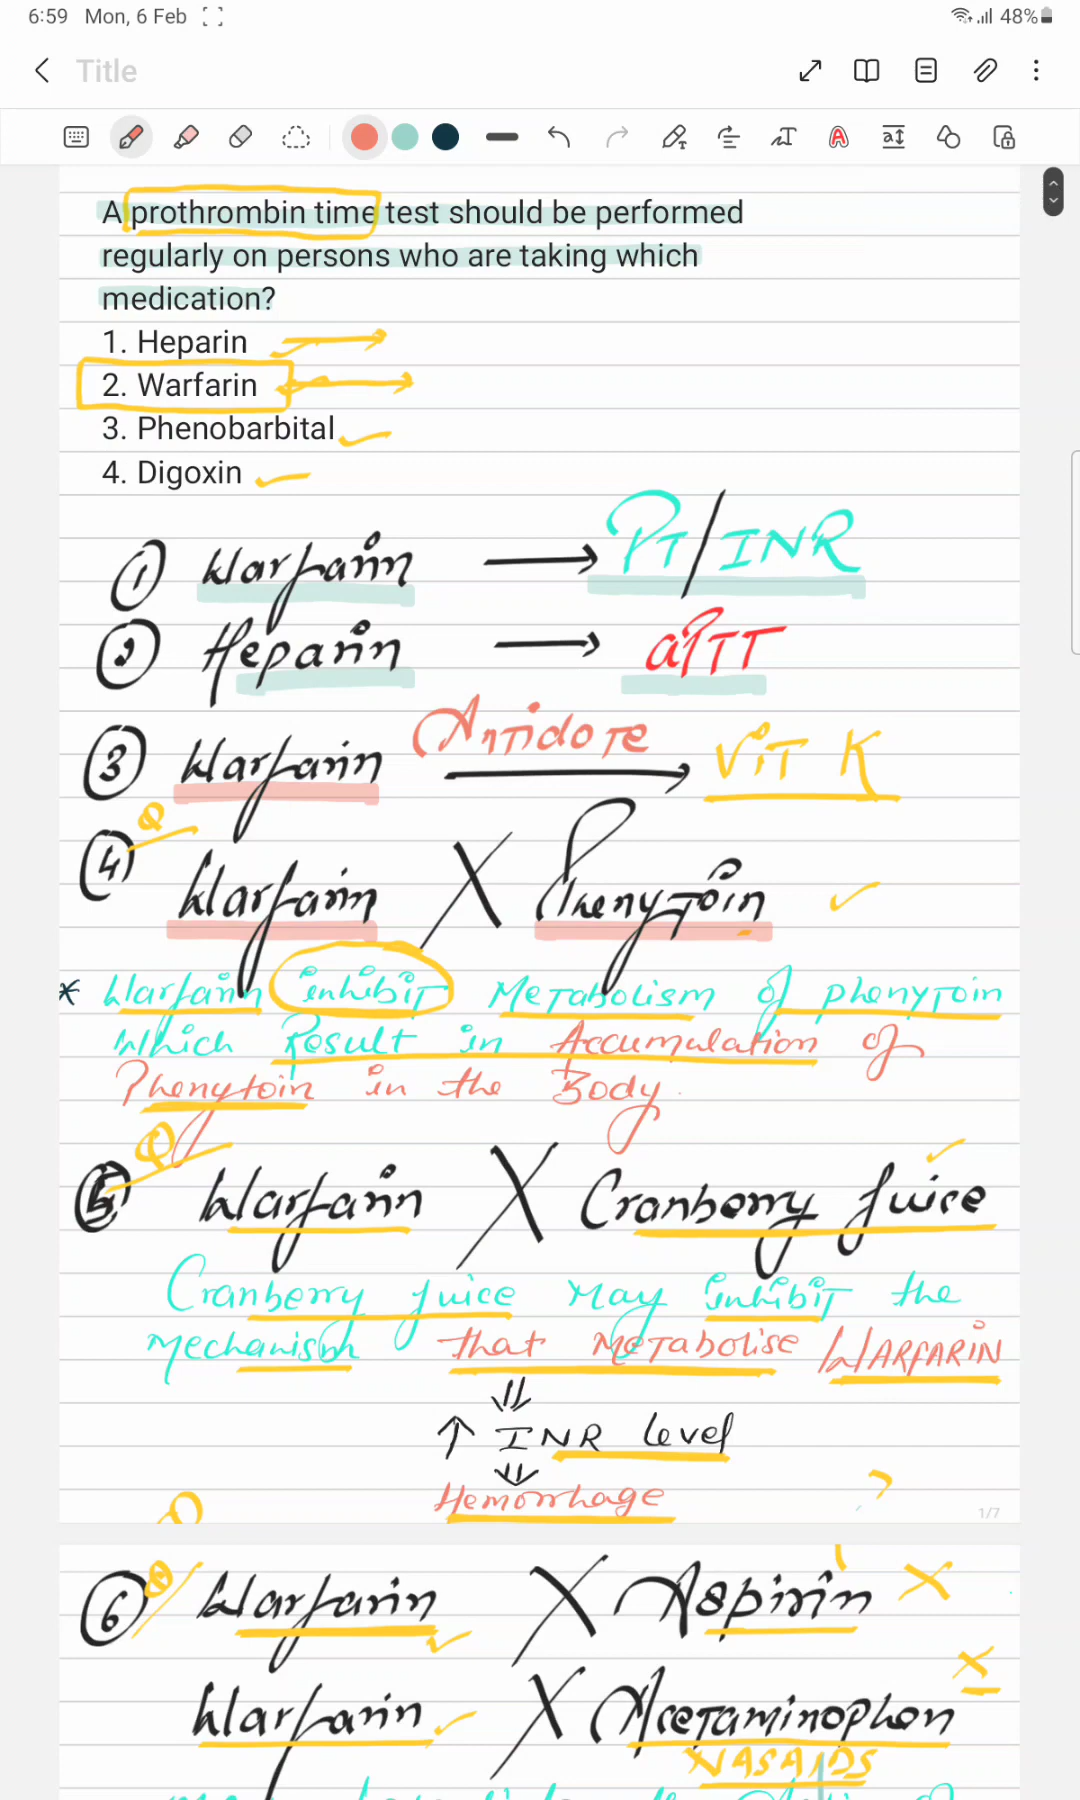 6:59 Mon, 6 Feb 48%
Title
A prothrombin time test should be performed
regularly on persons who are taking which
medication?
1. Heparin
2. Warfarin
3. Phenobarbital
4. Digoxin
① Warfarin → PT/INR
② Heparin → aPTT
③ Warfarin Antidote → ViT K
Q
④ Warfarin X Phenytoin
* Warfarin inhibit Metabolism of phenytoin
Which Result in Accumulation of
Phenytoin in the Body.
Q
⑤ Warfarin X Cranberry Juice
Cranberry juice May inhibit the
Mechanism that Metabolise WARFARIN
⇓
↑ INR level
⇓
Hemorrhage
1/7
⑥ Warfarin X Aspirin X
Warfarin X Acetaminophen X
NASAIDS